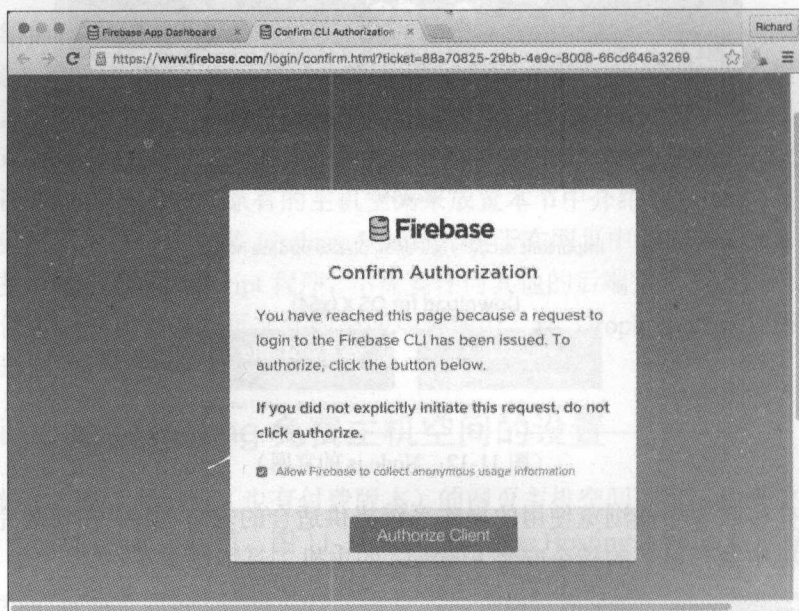 Firebase App Dashboard
Confirm CLI Authorization
Richard
https://www.firebase.com/login/confirm.html?ticket=88a70825-29bb-4e9c-8008-66cd646a3269
Firebase
Confirm Authorization
You have reached this page because a request to
login to the Firebase CLI has been issued. To
authorize, click the button below.
If you did not explicitly initiate this request, do not
click authorize.
Allow Firebase to collect anonymous usage information
Authorize Client